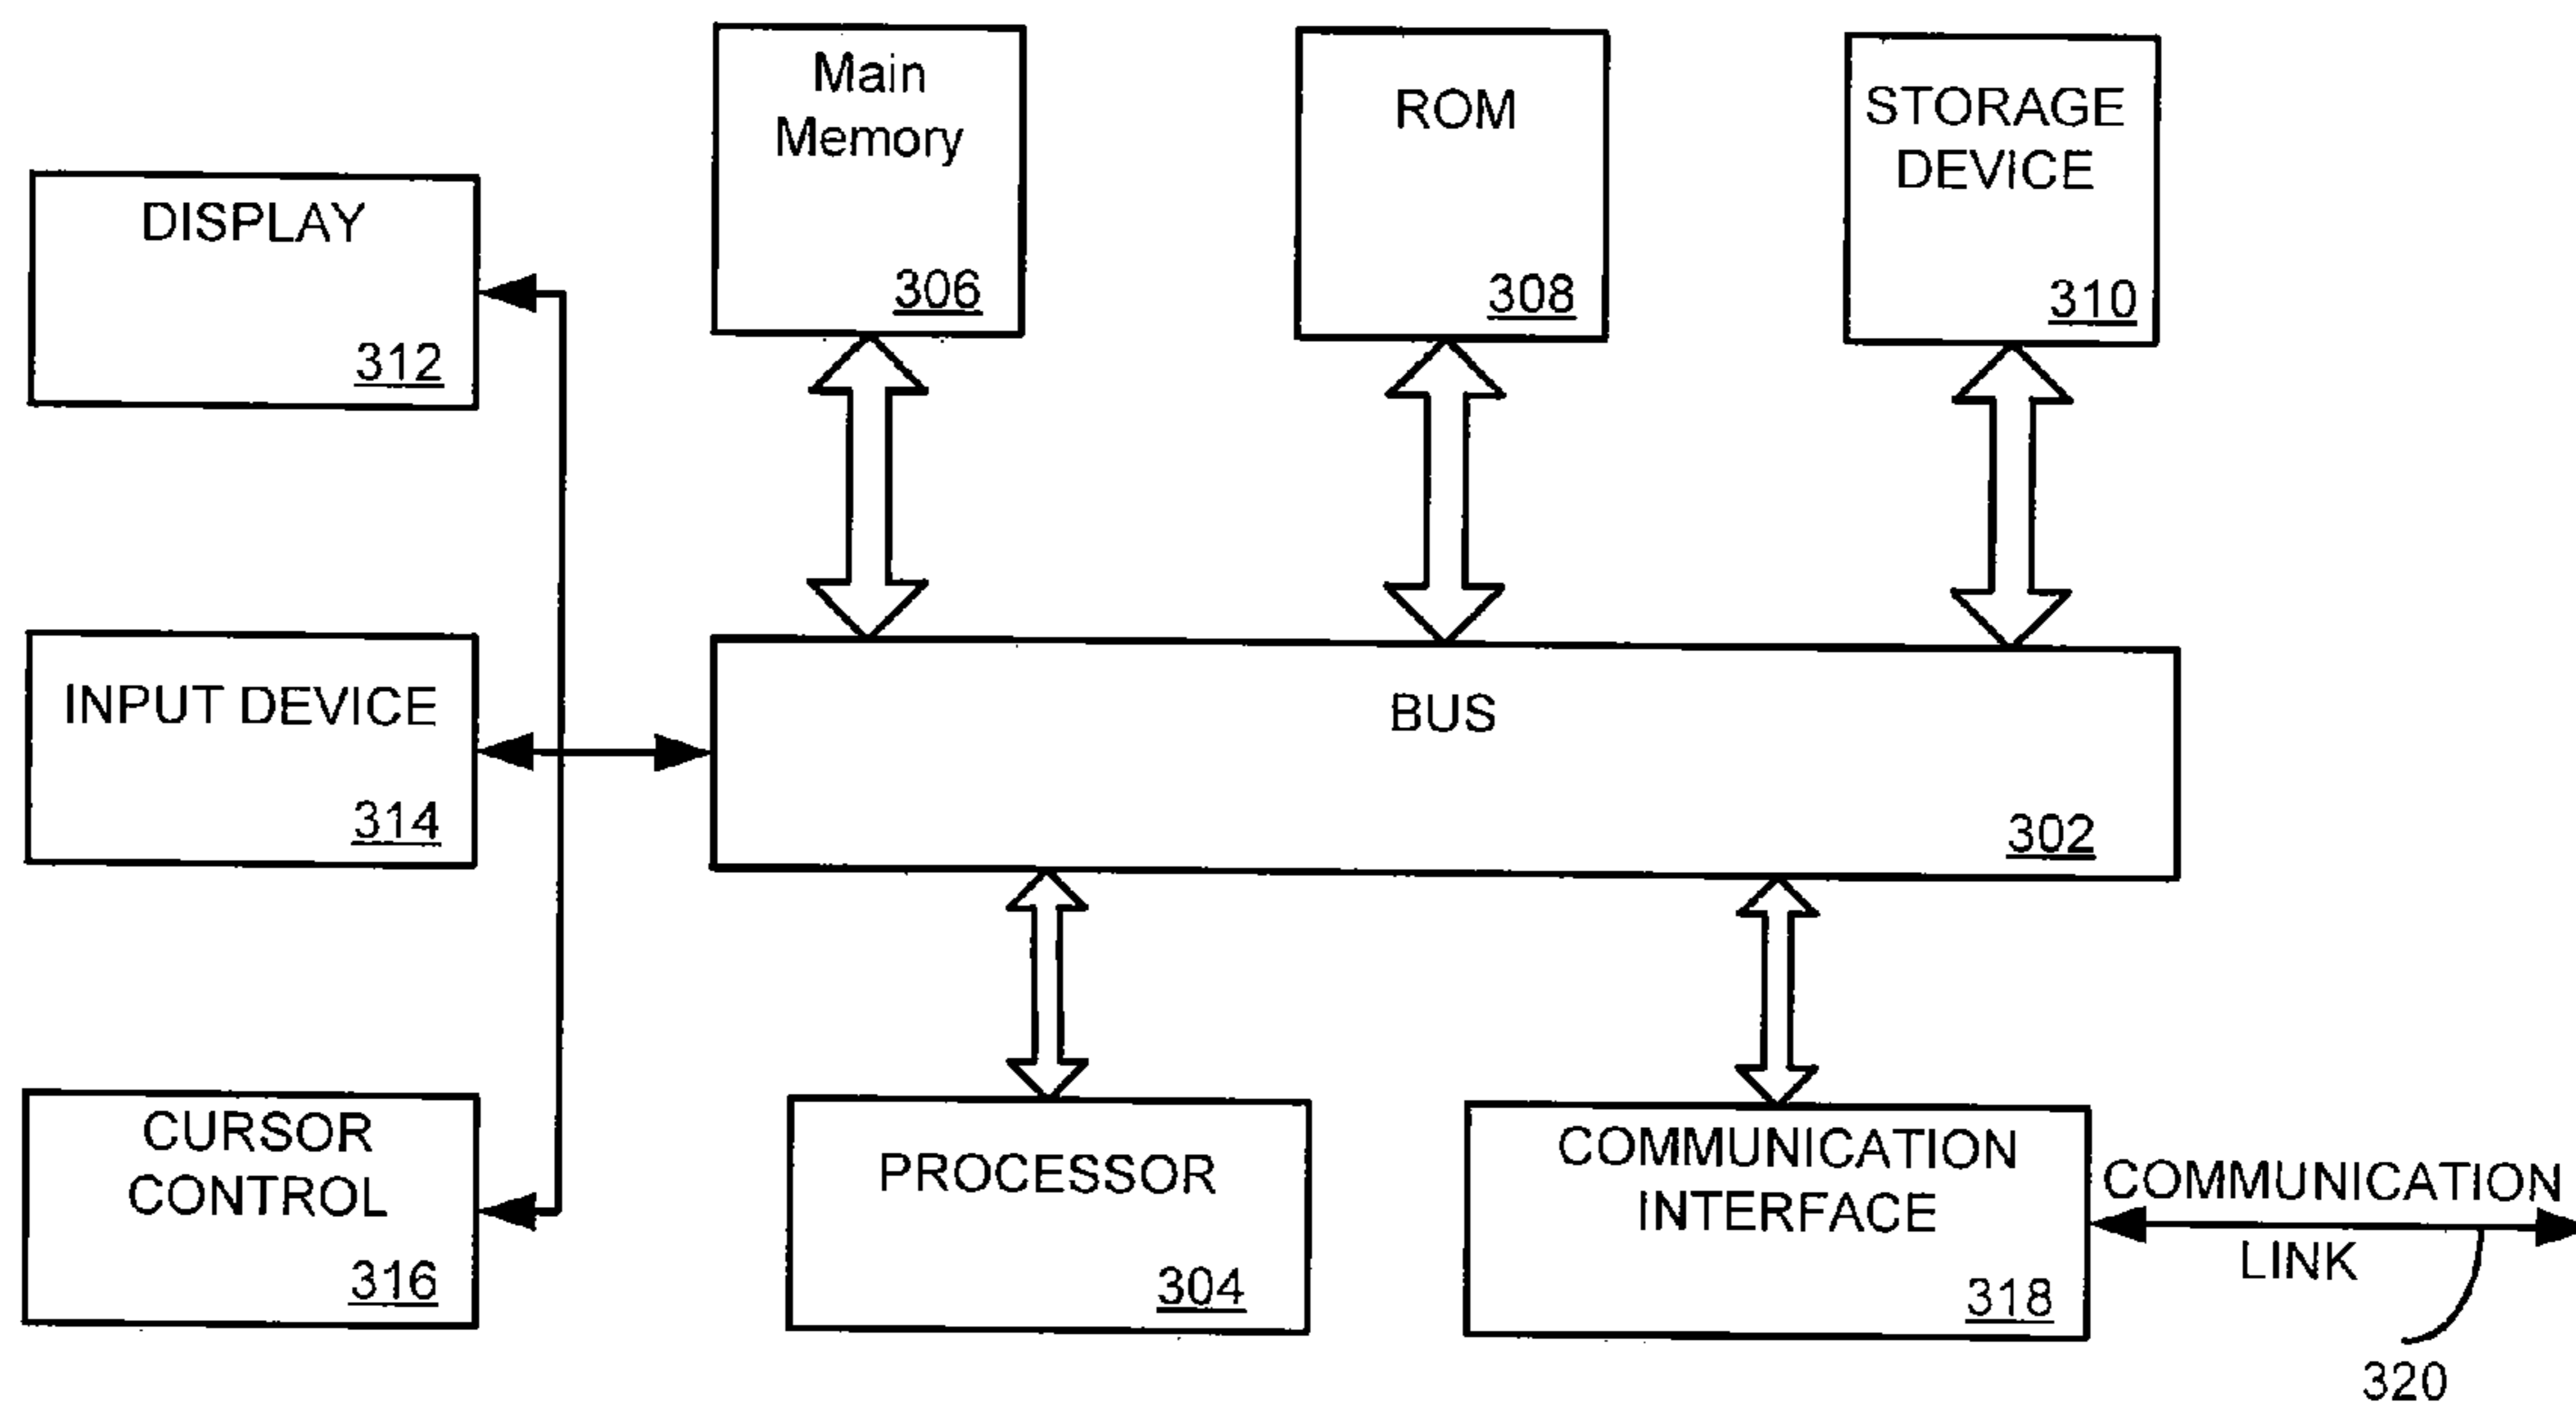 Main
Memory
306
ROM
308
STORAGE
DEVICE
310
DISPLAY
312
INPUT DEVICE
314
BUS
302
CURSOR
CONTROL
316
PROCESSOR
304
COMMUNICATION
INTERFACE
318
COMMUNICATION
LINK
320